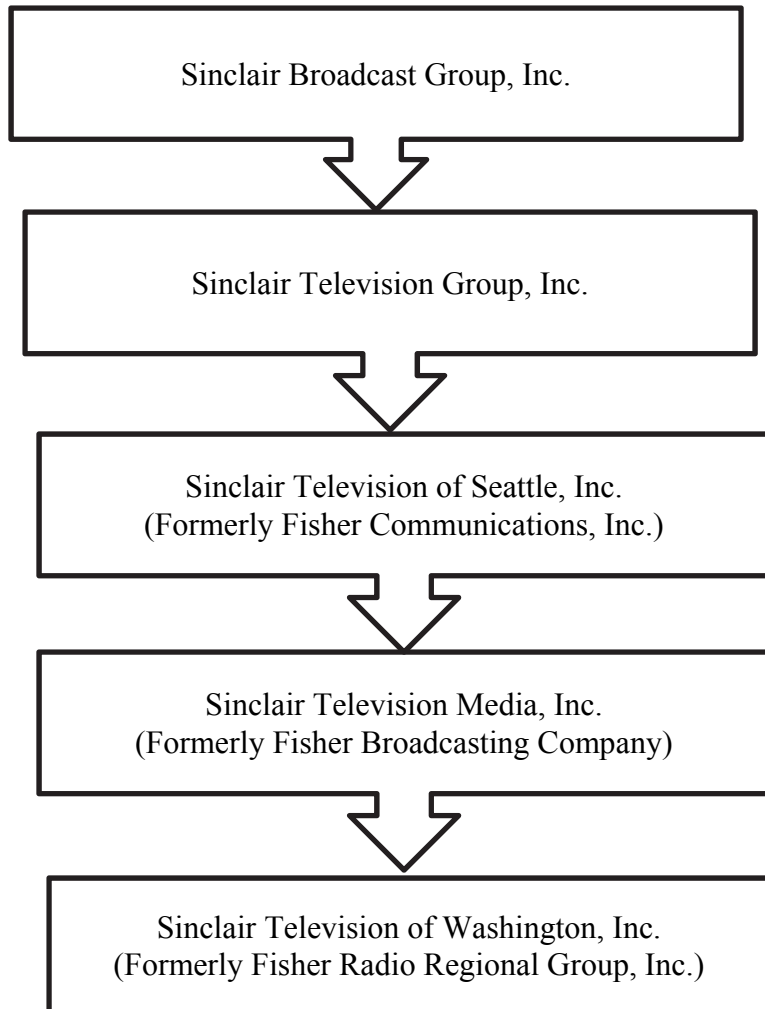 Sinclair Broadcast Group, Inc.
Sinclair Television Group, Inc.
Sinclair Television of Seattle, Inc.
(Formerly Fisher Communications, Inc.)
Sinclair Television Media, Inc.
(Formerly Fisher Broadcasting Company)
Sinclair Television of Washington, Inc.
(Formerly Fisher Radio Regional Group, Inc.)